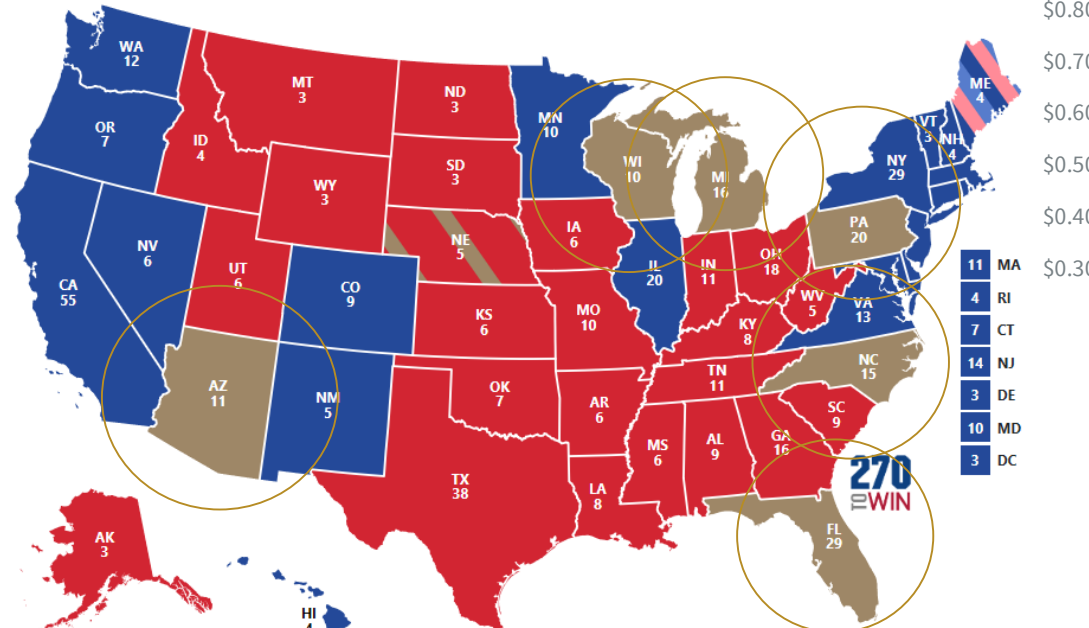 WA
12
OR
7
CA
55
NV
6
ID
4
MT
3
WY
3
UT
6
AZ
11
CO
9
NM
5
ND
3
SD
3
NE
5
KS
6
OK
7
TX
38
MN
10
IA
6
MO
10
AR
6
LA
8
WI
10
IL
20
MI
16
IN
11
OH
18
KY
8
TN
11
MS
6
AL
9
GA
16
FL
29
SC
9
NC
15
VA
13
WV
5
PA
20
NY
29
VT
3
NH
4
ME
4
AK
3
HI
11 MA
4 RI
7 CT
14 NJ
3 DE
10 MD
3 DC
270
TO WIN
$0.80
$0.70
$0.60
$0.50
$0.40
$0.30